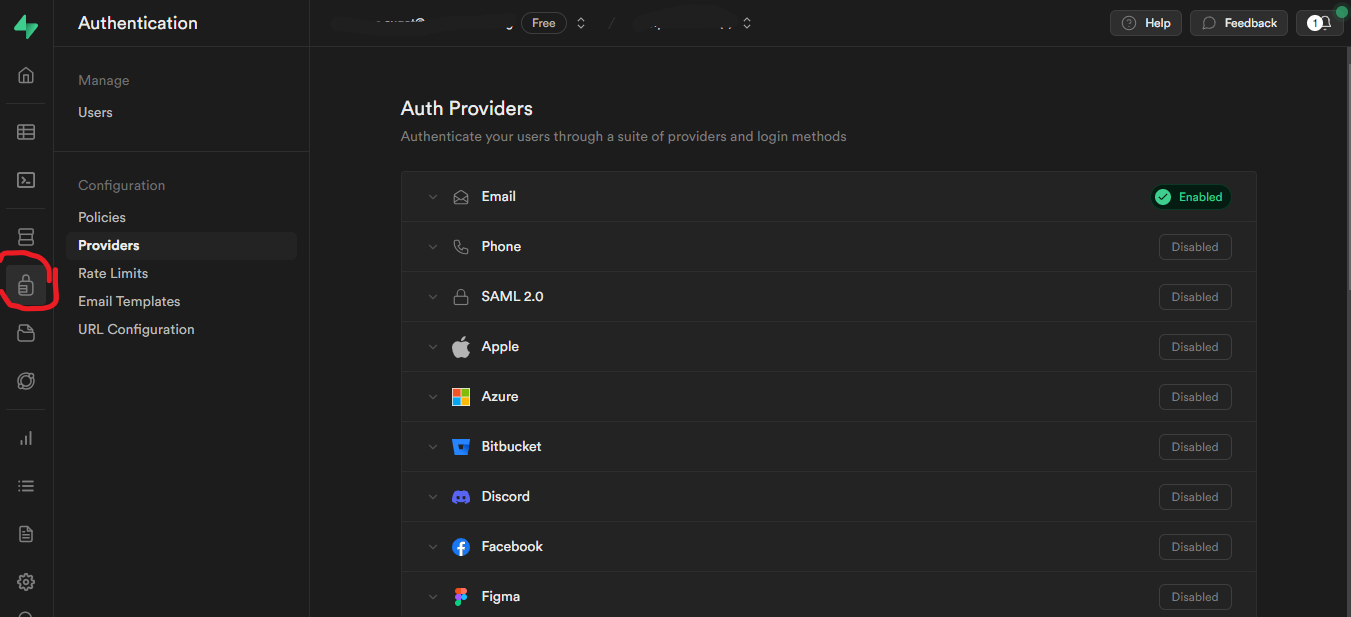 Authentication
Free
Help
Feedback
1
Manage
Users
Configuration
Policies
Providers
Rate Limits
Email Templates
URL Configuration
Auth Providers
Authenticate your users through a suite of providers and login methods
Email Enabled
Phone Disabled
SAML 2.0 Disabled
Apple Disabled
Azure Disabled
Bitbucket Disabled
Discord Disabled
Facebook Disabled
Figma Disabled